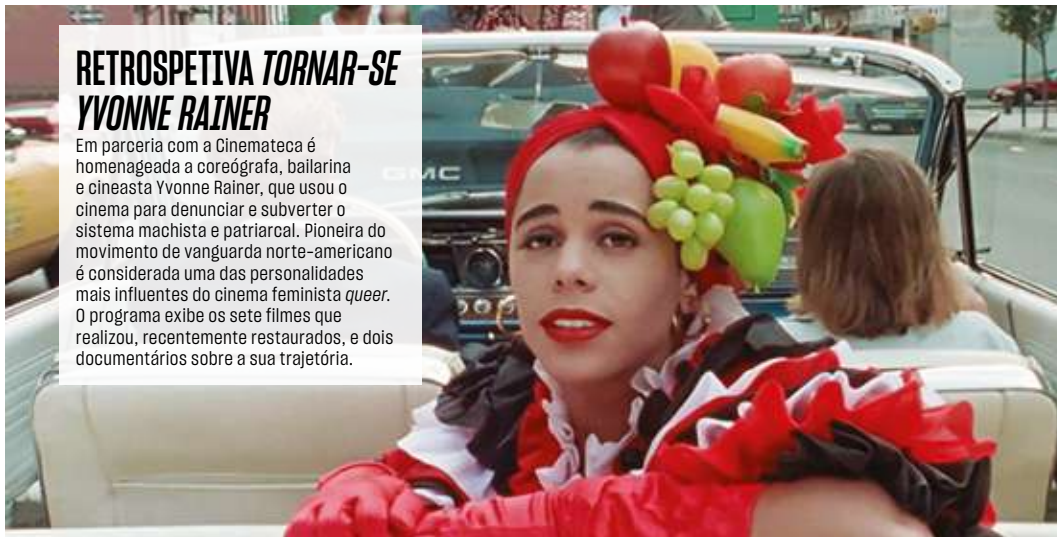 RETROSPETIVA TORNAR-SE
YVONNE RAINER
Em parceria com a Cinemateca é
homenageada a coreógrafa, bailarina
e cineasta Yvonne Rainer, que usou o
cinema para denunciar e subverter o
sistema machista e patriarcal. Pioneira do
movimento de vanguarda norte-americano
é considerada uma das personalidades
mais influentes do cinema feminista queer.
O programa exibe os sete filmes que
realizou, recentemente restaurados, e dois
documentários sobre a sua trajetória.
GMC